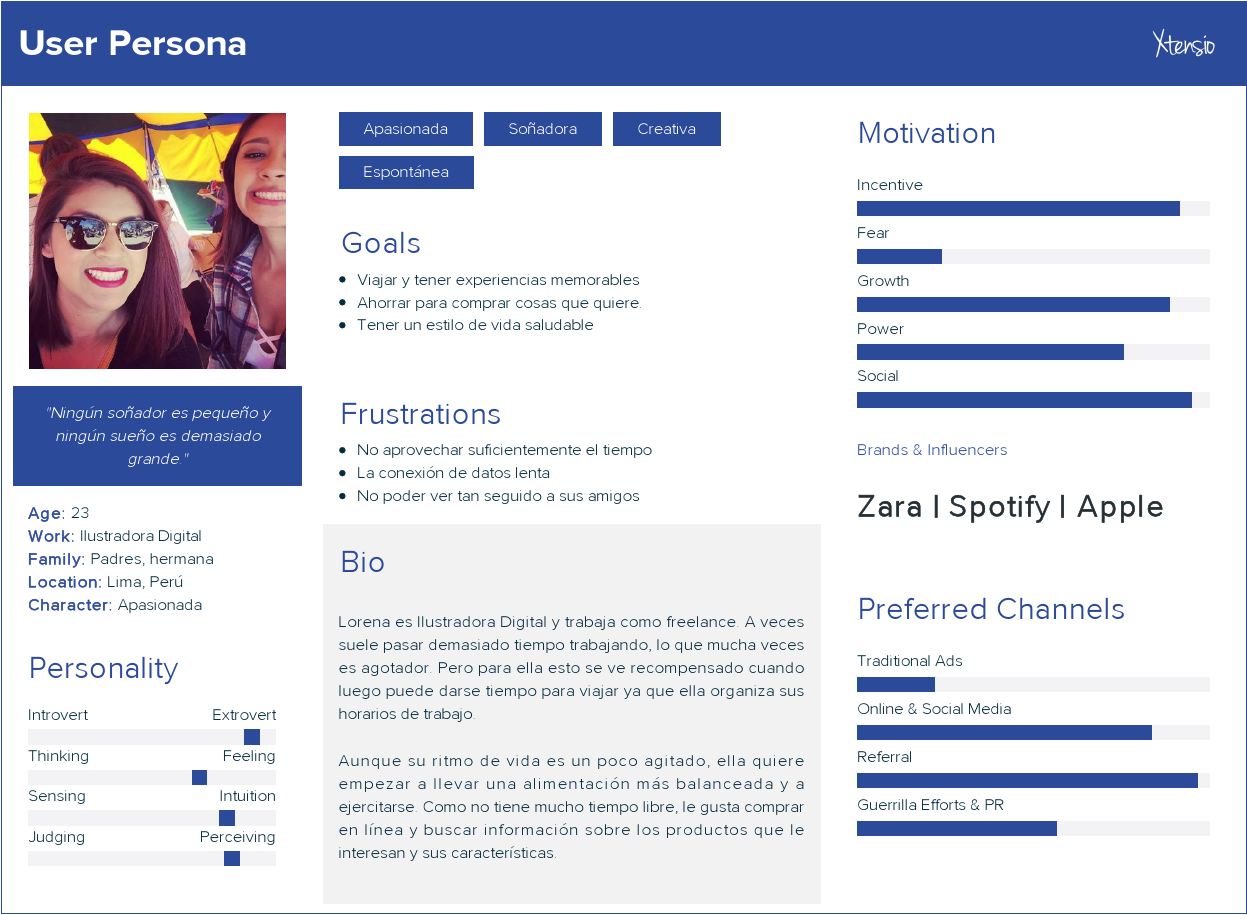 User Persona
Xtensio
"Ningún soñador es pequeño y
ningún sueño es demasiado
grande."
Age: 23
Work: Ilustradora Digital
Family: Padres, hermana
Location: Lima, Perú
Character: Apasionada
Personality
Introvert Extrovert
Thinking Feeling
Sensing Intuition
Judging Perceiving
Apasionada Soñadora Creativa
Espontánea
Goals
Viajar y tener experiencias memorables
Ahorrar para comprar cosas que quiere.
Tener un estilo de vida saludable
Frustrations
No aprovechar suficientemente el tiempo
La conexión de datos lenta
No poder ver tan seguido a sus amigos
Bio
Lorena es Ilustradora Digital y trabaja como freelance. A veces
suele pasar demasiado tiempo trabajando, lo que mucha veces
es agotador. Pero para ella esto se ve recompensado cuando
luego puede darse tiempo para viajar ya que ella organiza sus
horarios de trabajo.
Aunque su ritmo de vida es un poco agitado, ella quiere
empezar a llevar una alimentación más balanceada y a
ejercitarse. Como no tiene mucho tiempo libre, le gusta comprar
en línea y buscar información sobre los productos que le
interesan y sus características.
Motivation
Incentive
Fear
Growth
Power
Social
Brands & Influencers
Zara | Spotify | Apple
Preferred Channels
Traditional Ads
Online & Social Media
Referral
Guerrilla Efforts & PR